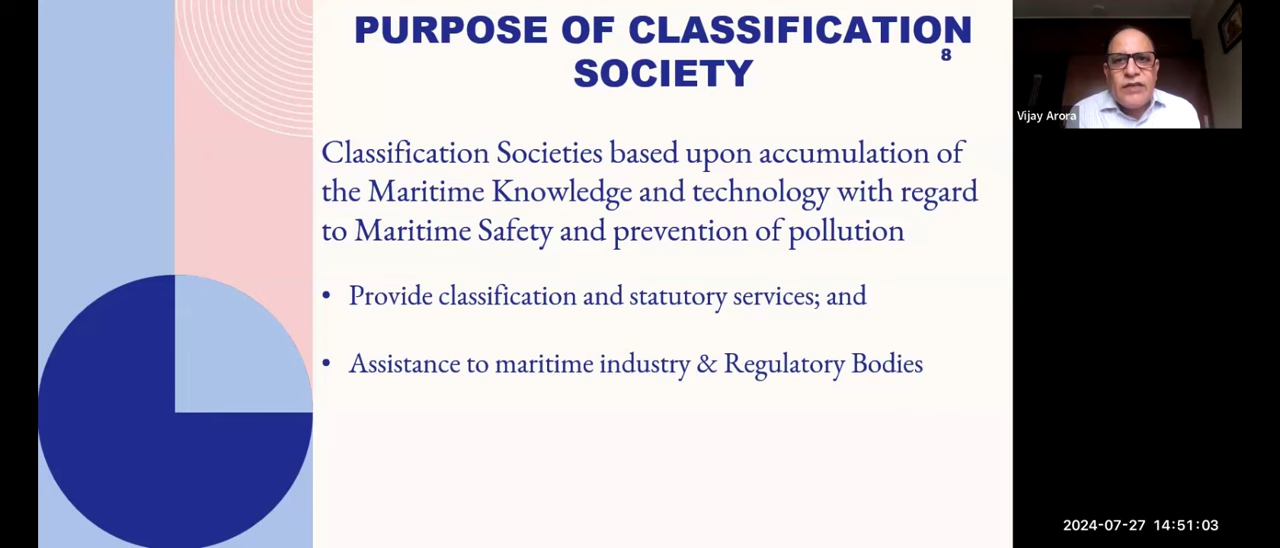 PURPOSE OF CLASSIFICATION
SOCIETY
8
Classification Societies based upon accumulation of
the Maritime Knowledge and technology with regard
to Maritime Safety and prevention of pollution
• Provide classification and statutory services; and
• Assistance to maritime industry & Regulatory Bodies
Vijay Arora
2024-07-27 14:51:03